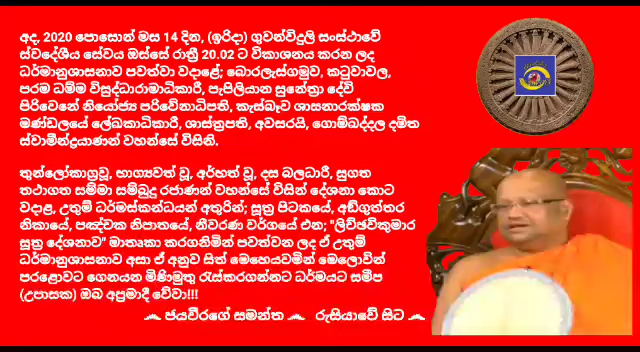 අද, 2020 පොසොන් මස 14 දින, (ඉරිදා) ගුවන්විදුලි සංස්ථාවේ
ස්වදේශීය සේවය ඔස්සේ රාත්‍රී 20.02 ට විකාශනය කරන ලද
ධර්මානුශාසනාව පවත්වා වදාළේ; බොරලැස්ගමුව, කටුවාවල,
පරම ධම්ම විසුද්ධාරාමාධිකාරී, පැපිලියාන සුනේත්‍රා දේවි
පිරිවෙනේ නියෝජ්‍ය පරිවේනාධිපති, කැස්බෑව ශාසනාරක්ෂක
මණ්ඩලයේ ලේඛකාධිකාරී, ශාස්ත්‍රපති, අවසරයි, ගොම්ඛද්දල දමිත
ස්වාමීන්ද්‍රයාණන් වහන්සේ විසිනි.
තුන්ලෝකාග්‍රවූ, භාග්‍යවත් වූ, අර්හත් වූ, දස බලධාරී, සුගත
තථාගත සම්මා සම්බුදු රජාණන් වහන්සේ විසින් දේශනා කොට
වදාළ, උතුම් ධර්මස්කන්ධයන් අතුරින්; සූත්‍ර පිටකයේ, අඞ්ගුත්තර
නිකායේ, පඤ්චක නිපාතයේ, නීවරණ වර්ගයේ එන; "ලිච්ඡවිකුමාර
සූත්‍ර දේශනාව" මාතෘකා කරගනිමින් පවත්වන ලද ඒ උතුම්
ධර්මානුශාසනාව අසා ඒ අනුව සිත් මෙහෙයවමින් මෙලොවින්
පරළොවට ගෙනයන මිණිමුතු රැස්කරගන්නට ධර්මයට සමීප
(උපාසක) ඔබ අප්‍රමාදී වේවා!!!
ජයවීරගේ සමන්ත රුසියාවේ සිට